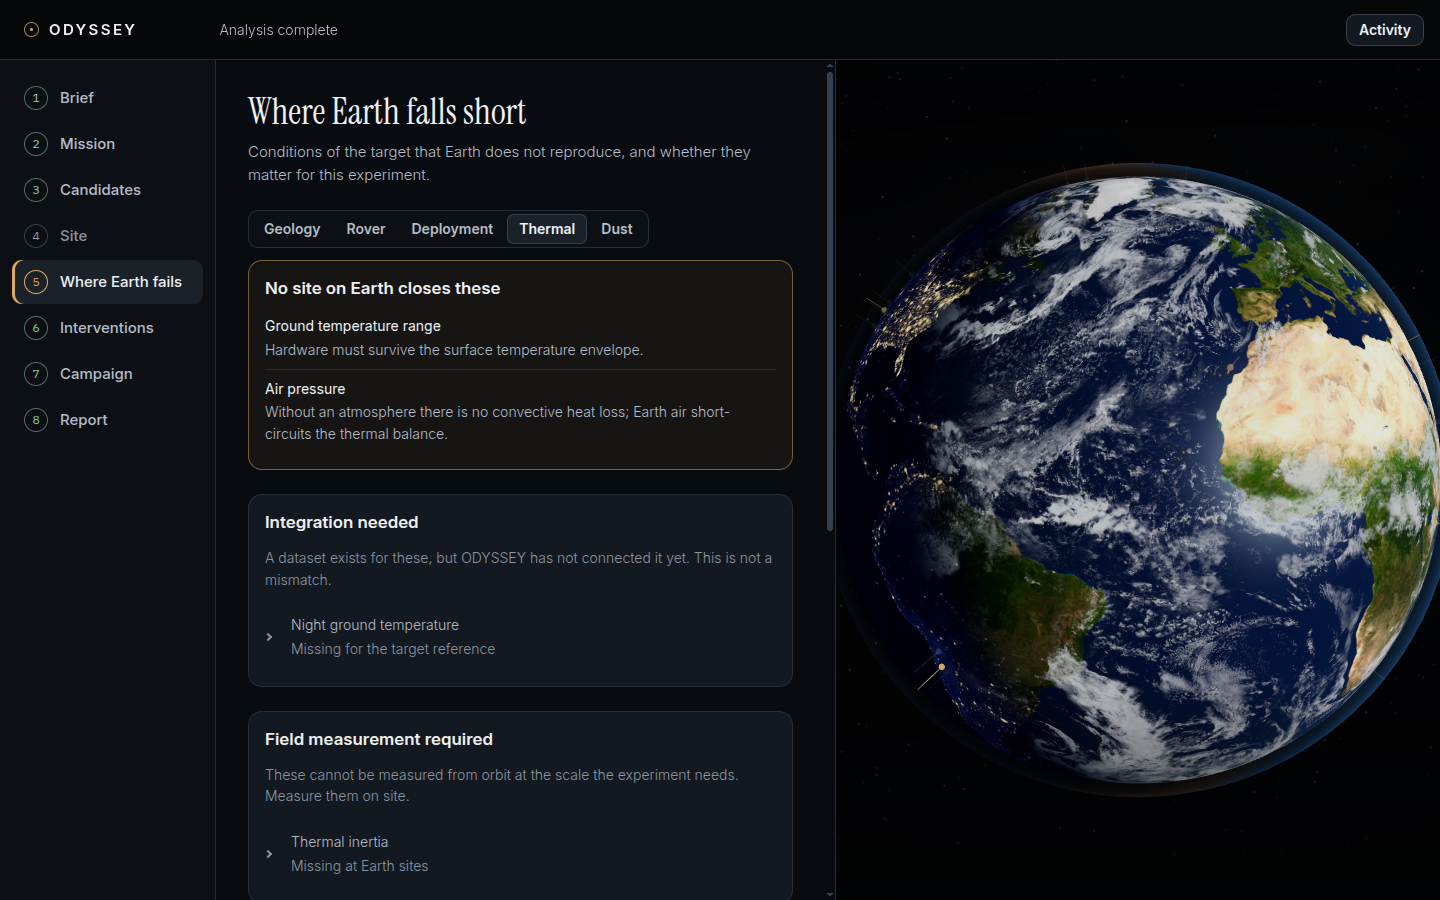 ODYSSEY
Analysis complete
Activity
1 Brief
2 Mission
3 Candidates
4 Site
5 Where Earth fails
6 Interventions
7 Campaign
8 Report
Where Earth falls short
Conditions of the target that Earth does not reproduce, and whether they
matter for this experiment.
Geology Rover Deployment Thermal Dust
No site on Earth closes these
Ground temperature range
Hardware must survive the surface temperature envelope.
Air pressure
Without an atmosphere there is no convective heat loss; Earth air short-
circuits the thermal balance.
Integration needed
A dataset exists for these, but ODYSSEY has not connected it yet. This is not a
mismatch.
Night ground temperature
Missing for the target reference
Field measurement required
These cannot be measured from orbit at the scale the experiment needs.
Measure them on site.
Thermal inertia
Missing at Earth sites